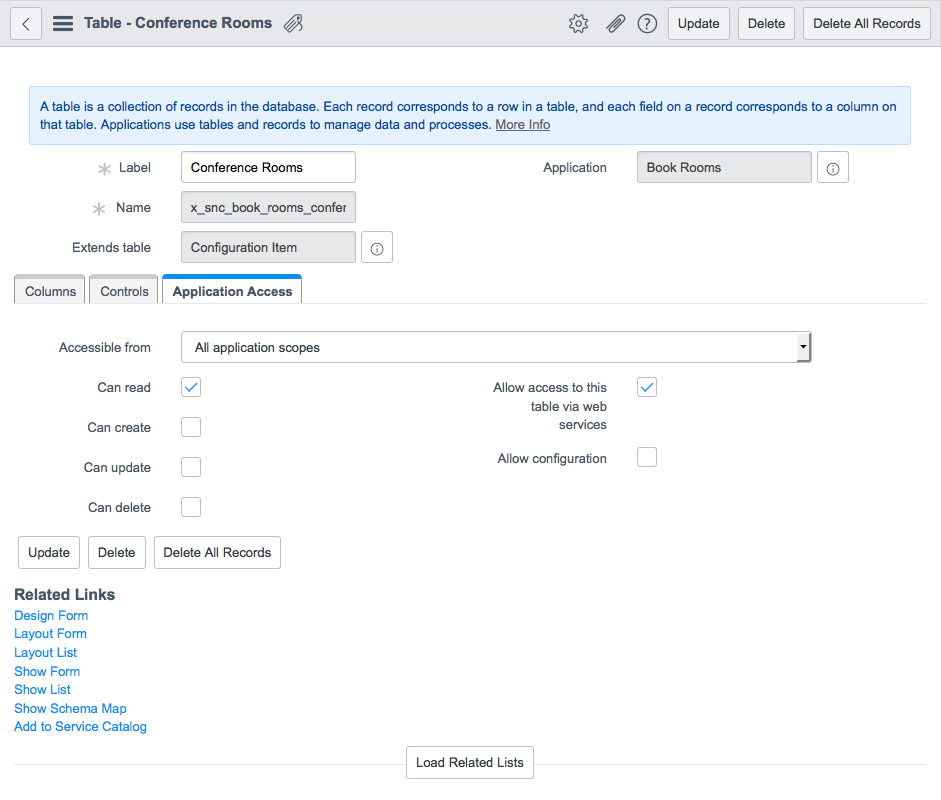 Table - Conference Rooms
Update
Delete
Delete All Records
A table is a collection of records in the database. Each record corresponds to a row in a table, and each field on a record corresponds to a column on
that table. Applications use tables and records to manage data and processes. More Info
Label
Conference Rooms
Application
Book Rooms
Name
x_snc_book_rooms_confer
Extends table
Configuration Item
Columns
Controls
Application Access
Accessible from
All application scopes
Can read
Allow access to this
table via web
services
Can create
Allow configuration
Can update
Can delete
Update
Delete
Delete All Records
Related Links
Design Form
Layout Form
Layout List
Show Form
Show List
Show Schema Map
Add to Service Catalog
Load Related Lists